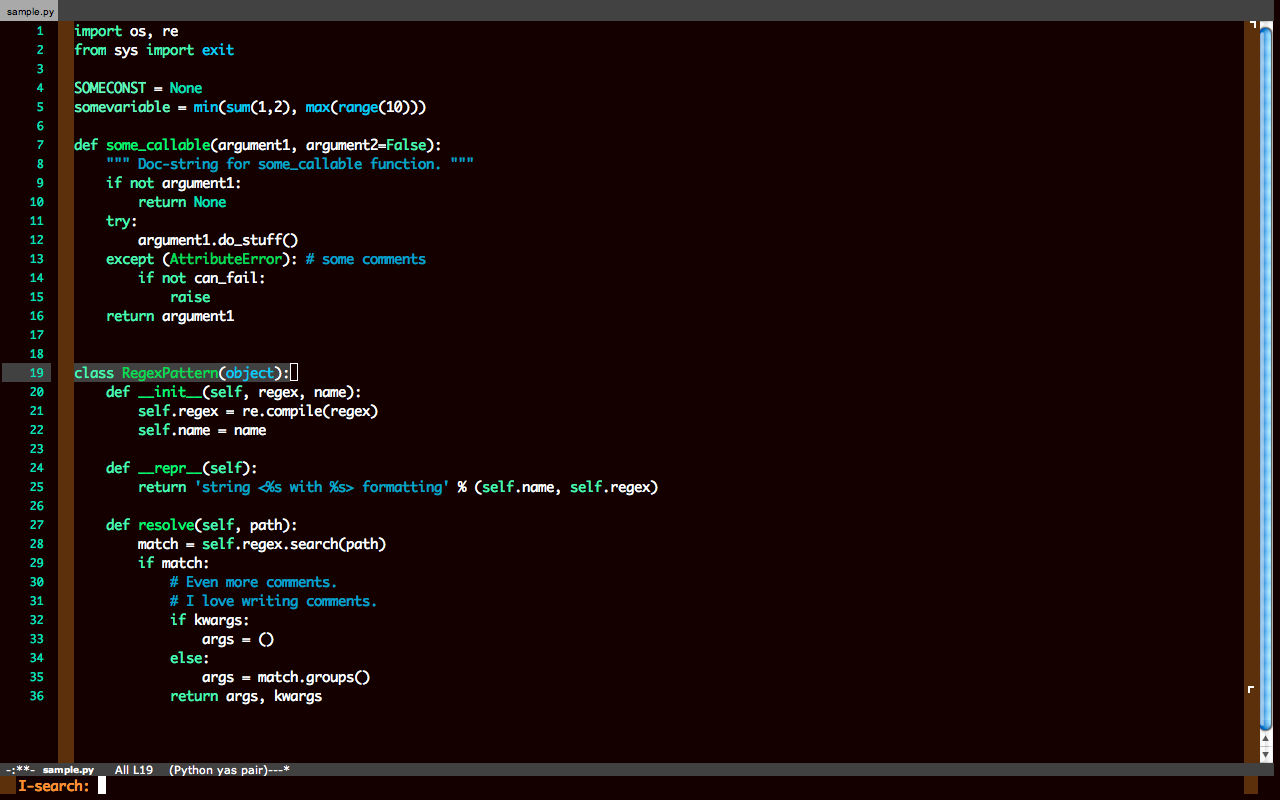 sample.py
1 import os, re
2 from sys import exit
3
4 SOMECONST = None
5 somevariable = min(sum(1,2), max(range(10)))
6
7 def some_callable(argument1, argument2=False):
8     """ Doc-string for some_callable function. """
9     if not argument1:
10         return None
11     try:
12         argument1.do_stuff()
13     except (AttributeError): # some comments
14         if not can_fail:
15             raise
16     return argument1
17
18
19 class RegexPattern(object):
20     def __init__(self, regex, name):
21         self.regex = re.compile(regex)
22         self.name = name
23
24     def __repr__(self):
25         return 'string <%s with %s> formatting' % (self.name, self.regex)
26
27     def resolve(self, path):
28         match = self.regex.search(path)
29         if match:
30             # Even more comments.
31             # I love writing comments.
32             if kwargs:
33                 args = ()
34             else:
35                 args = match.groups()
36             return args, kwargs
-:**- sample.py All L19 (Python yas pair)---*
I-search: